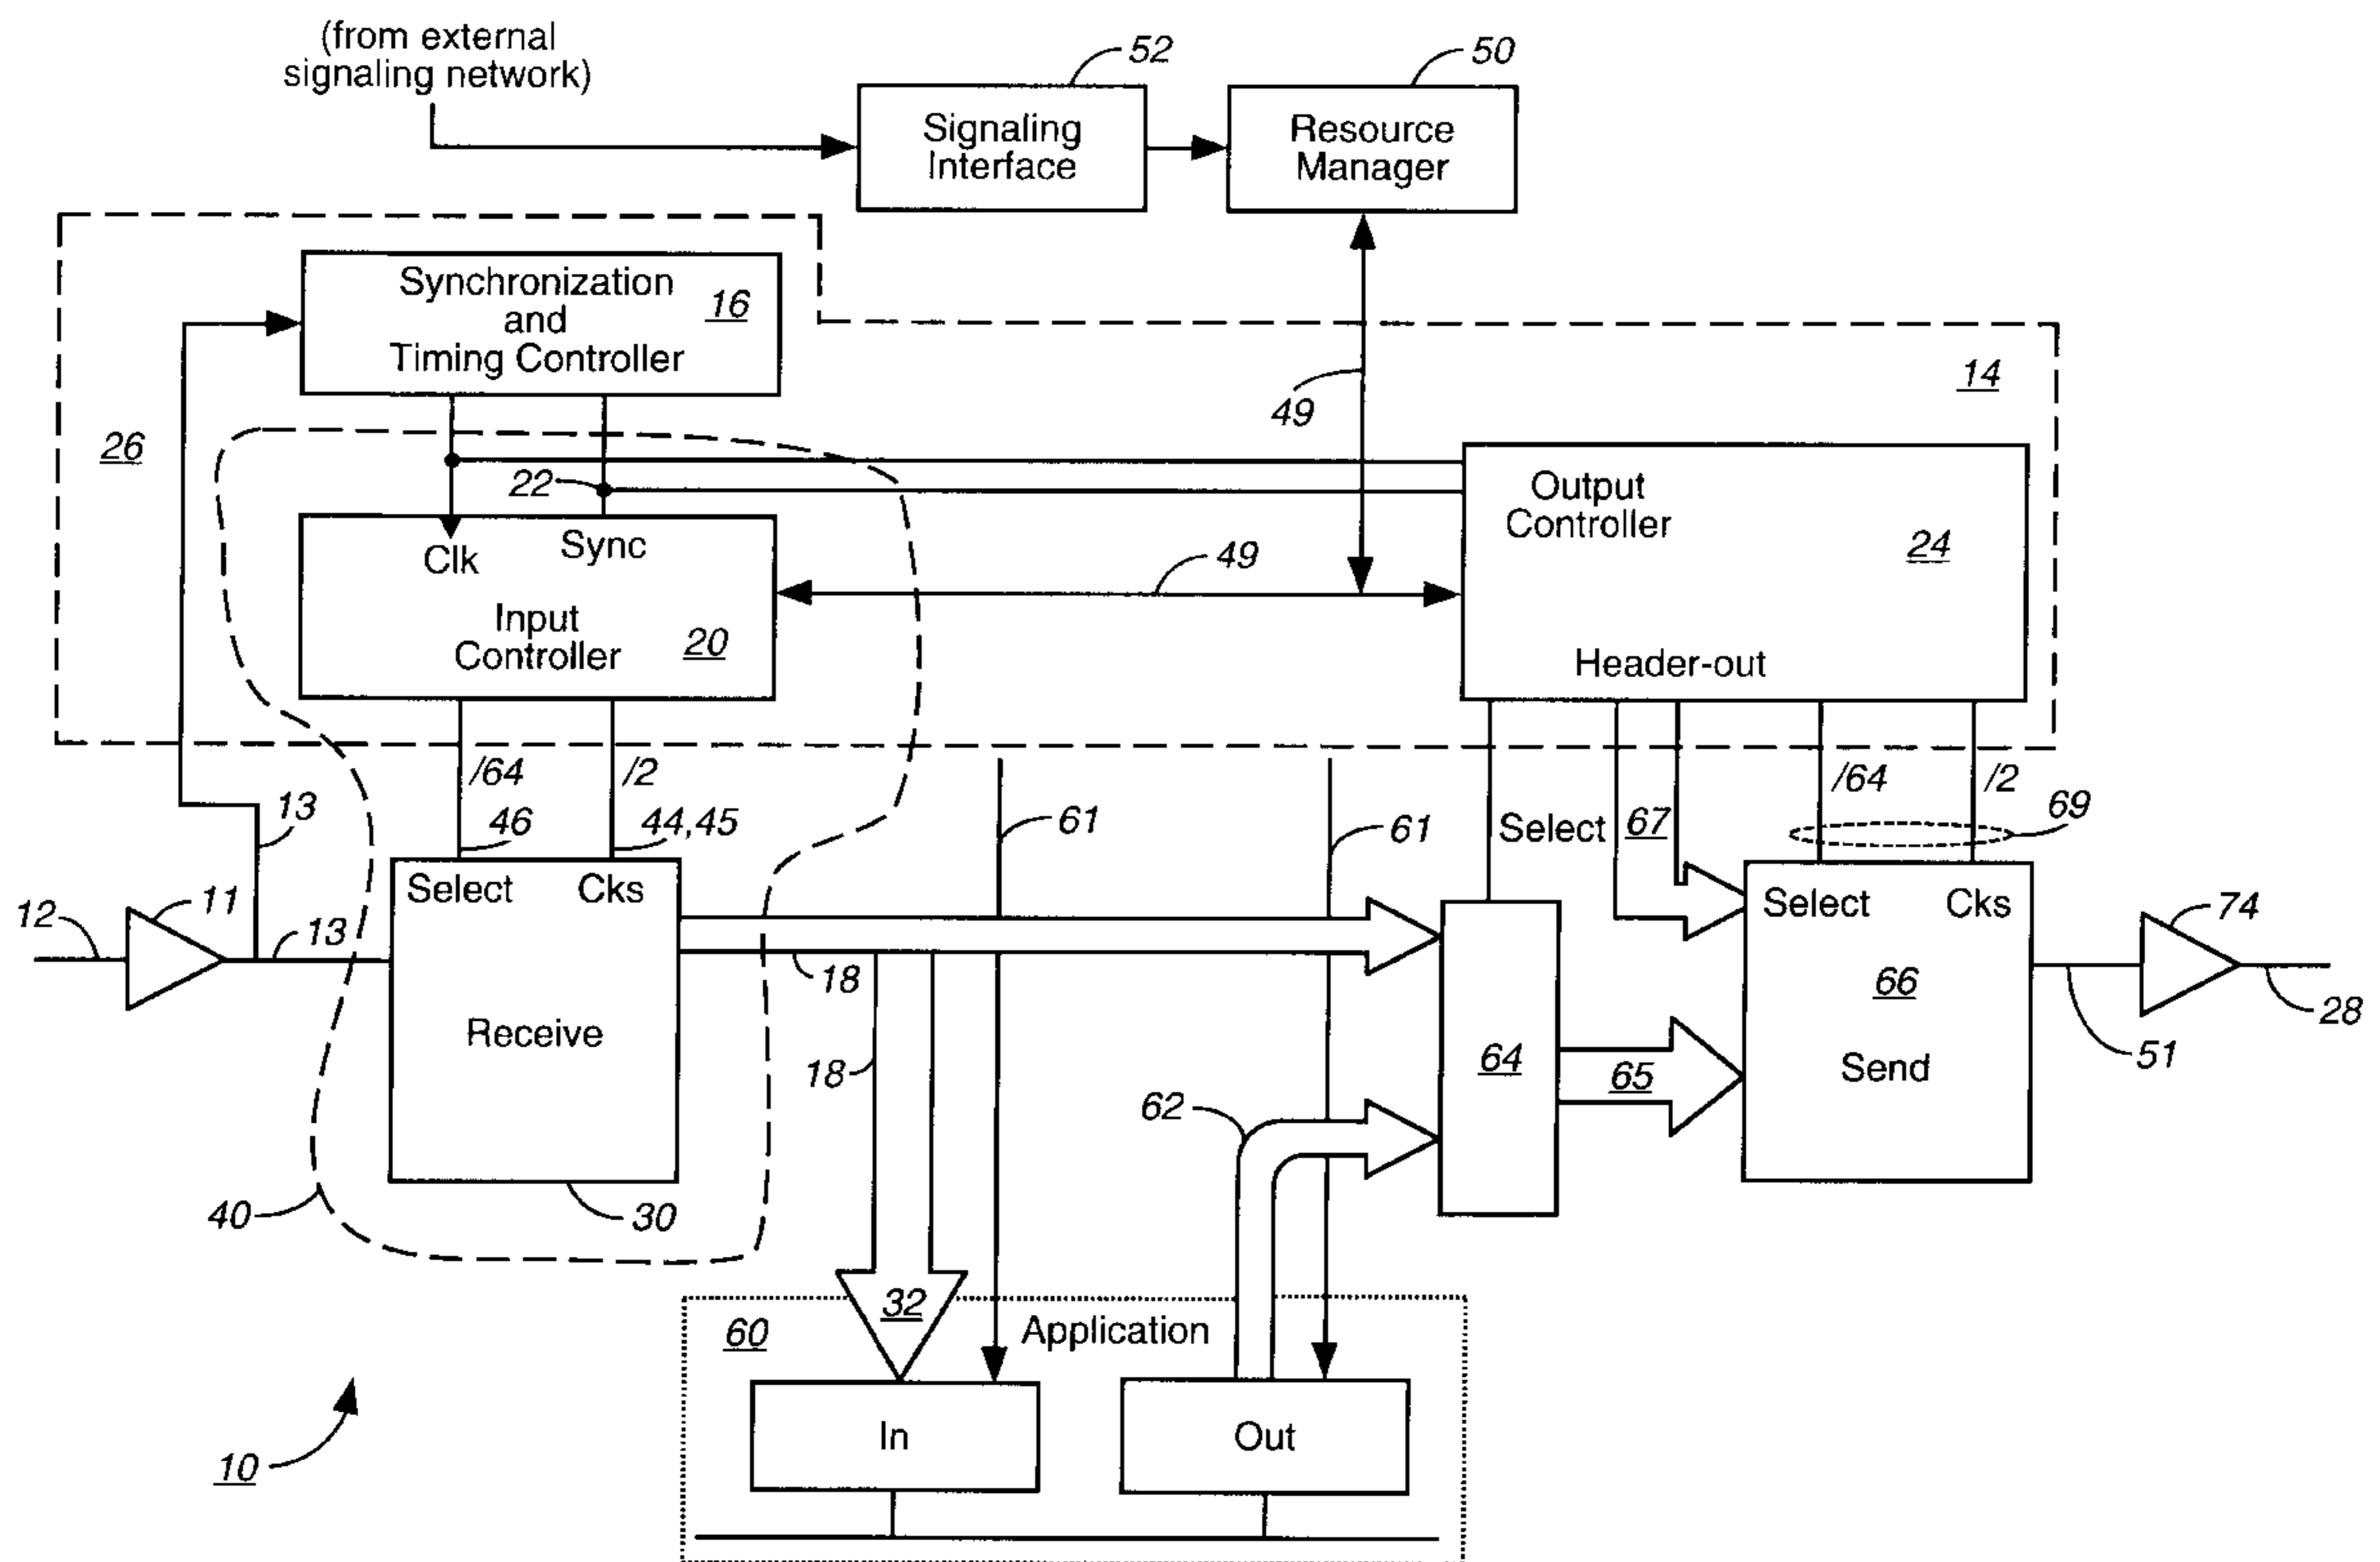 (from external
signaling network)
52
50
Signaling
Interface
Resource
Manager
Synchronization
and
Timing Controller
16
14
49
26
22
Output
Controller
24
Clk
Sync
49
Input
Controller
20
Header-out
/64
/2
/64
/2
13
46
44,45
61
61
Select
67
69
12
11
13
Select
Cks
Select
Cks
74
18
66
28
Receive
18
64
65
Send
51
62
40
30
32
60
Application
10
In
Out